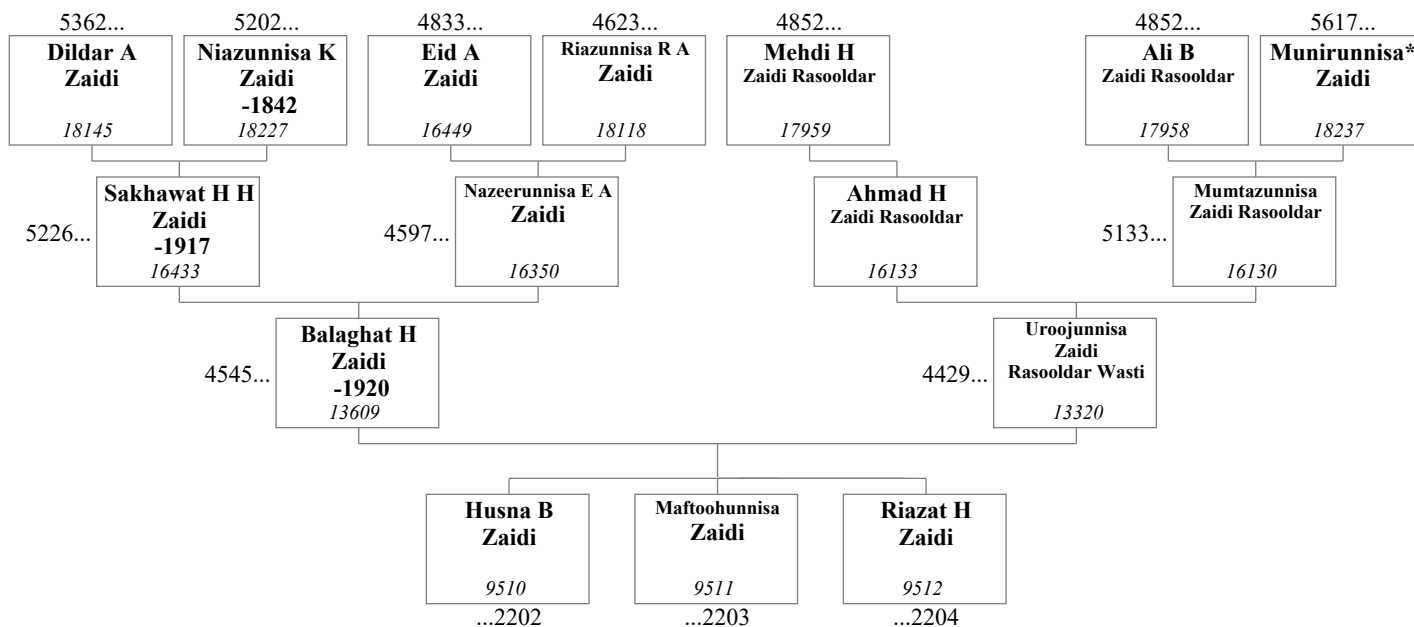 5362...
5202...
4833...
4623...
4852...
4852...
5617...
Dildar A
Zaidi
18145
Niazunnisa K
Zaidi
-1842
18227
Eid A
Zaidi
16449
Riazunnisa R A
Zaidi
18118
Mehdi H
Zaidi Rasooldar
17959
Ali B
Zaidi Rasooldar
17958
Munirunnisa*
Zaidi
18237
5226...
Sakhawat H H
Zaidi
-1917
16433
4597...
Nazeerunnisa E A
Zaidi
16350
Ahmad H
Zaidi Rasooldar
16133
5133...
Mumtazunnisa
Zaidi Rasooldar
16130
4545...
Balaghat H
Zaidi
-1920
13609
4429...
Uroojunnisa
Zaidi
Rasooldar Wasti
13320
Husna B
Zaidi
9510
...2202
Maftoohunnisa
Zaidi
9511
...2203
Riazat H
Zaidi
9512
...2204